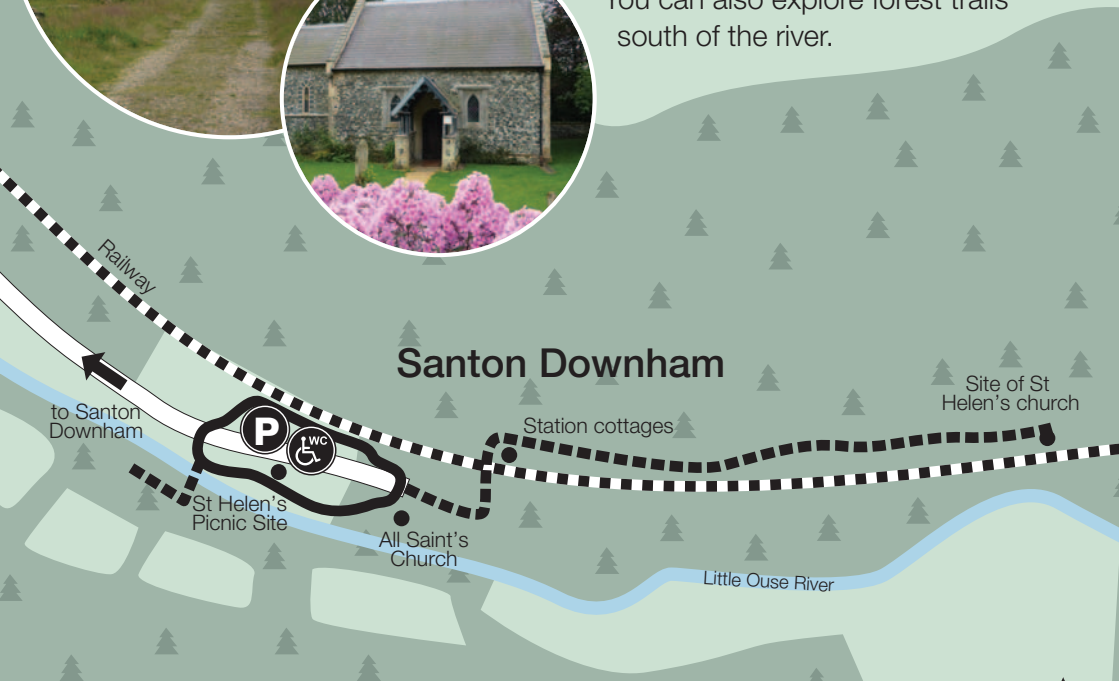 You can also explore forest trails
south of the river.
Railway
Santon Downham
Site of St
Helen's church
to Santon
Downham
P
WC
Station cottages
St Helen's
Picnic Site
All Saint's
Church
Little Ouse River